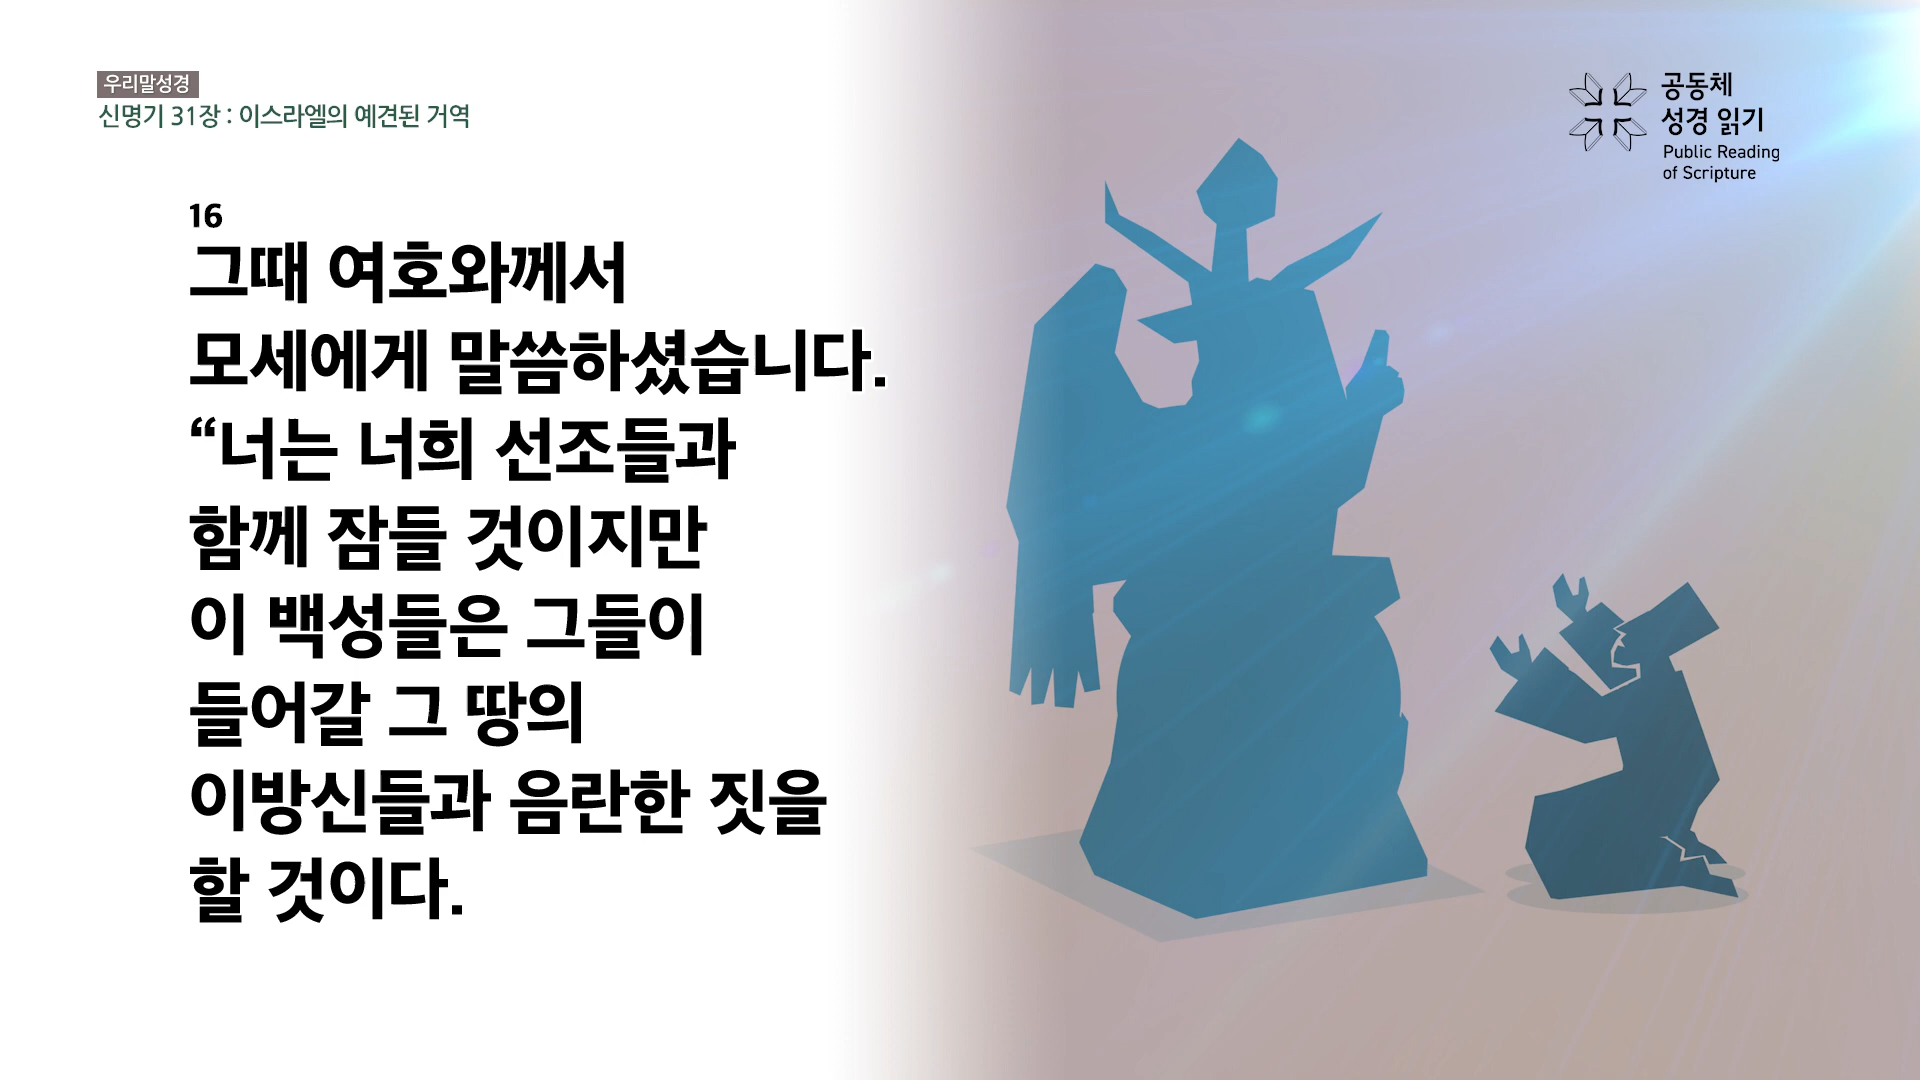 우리말성경
신명기 31장 : 이스라엘의 예견된 거역
공동체
성경 읽기
Public Reading
of Scripture
16
그때 여호와께서
모세에게 말씀하셨습니다.
“너는 너희 선조들과
함께 잠들 것이지만
이 백성들은 그들이
들어갈 그 땅의
이방신들과 음란한 짓을
할 것이다.